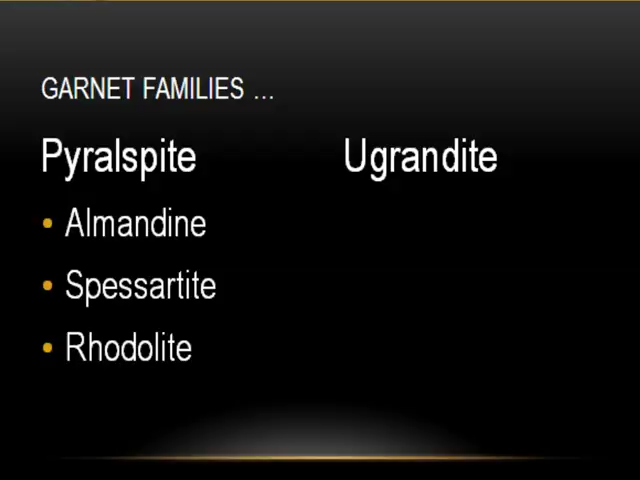 GARNET FAMILIES ...
Pyralspite
• Almandine
• Spessartite
• Rhodolite
Ugrandite